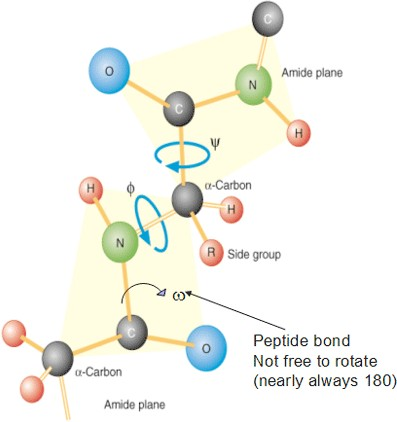 C
O
N
Amide plane
C
H
ψ
α-Carbon
H
ϕ
H
R
Side group
N
ω
C
O
Peptide bond
Not free to rotate
(nearly always 180)
α-Carbon
Amide plane